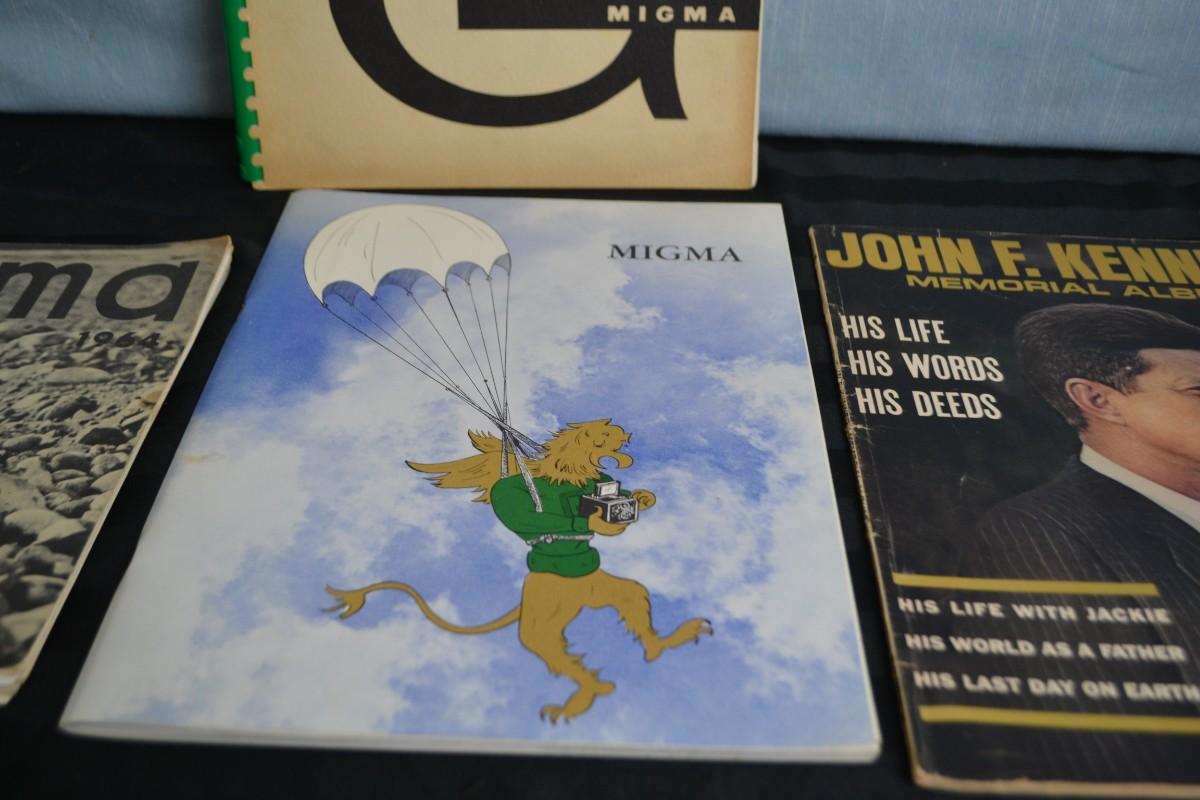 MIGMA
MIGMA
ma
1964
JOHN F. KENN
MEMORIAL ALB
HIS LIFE
HIS WORDS
HIS DEEDS
HIS LIFE WITH JACKIE
HIS WORLD AS A FATHER
HIS LAST DAY ON EARTH